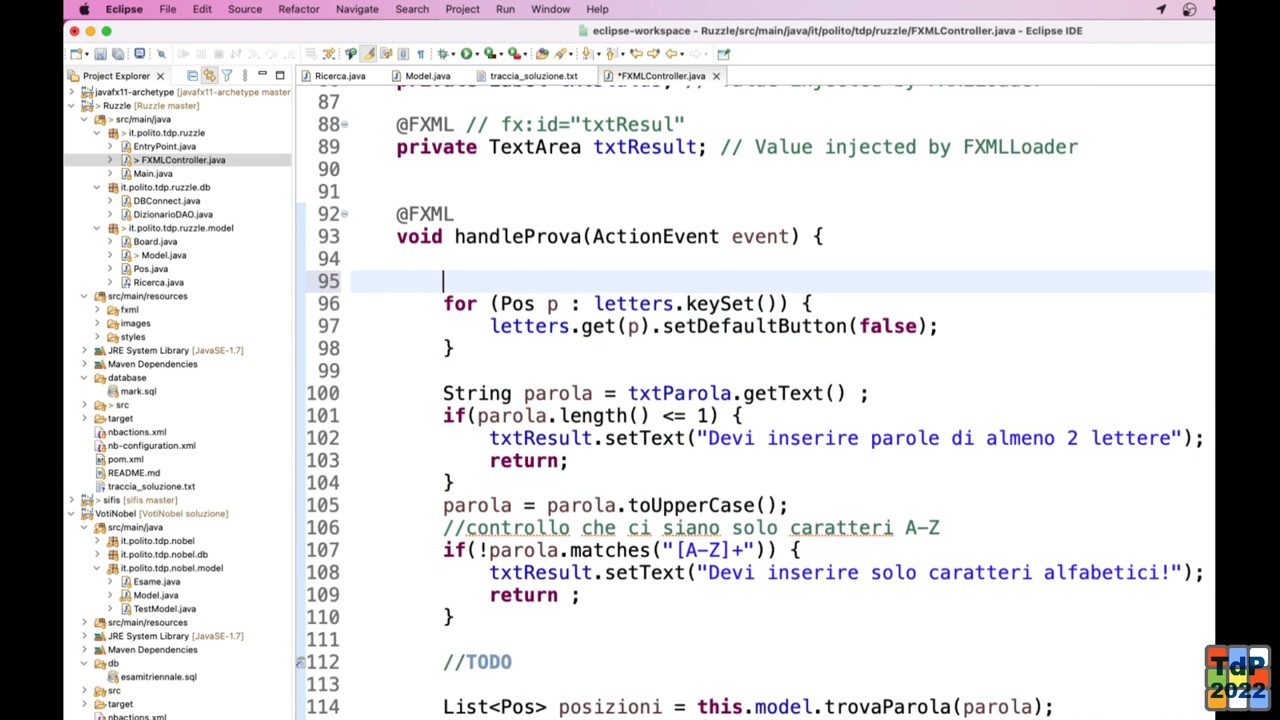 Eclipse File Edit Source Refactor Navigate Search Project Run Window Help
eclipse-workspace - Ruzzle/src/main/java/it/polito/tdp/ruzzle/FXMLController.java - Eclipse IDE
Project Explorer
Ricerca.java Model.java traccia_soluzione.txt *FXMLController.java
javafx11-archetype [javafx11-archetype master
Ruzzle [Ruzzle master]
src/main/java
> it.polito.tdp.ruzzle
EntryPoint.java
> FXMLController.java
Main.java
it.polito.tdp.ruzzle.db
DBConnect.java
DizionarioDAO.java
> it.polito.tdp.ruzzle.model
Board.java
> Model.java
Pos.java
Ricerca.java
src/main/resources
fxml
images
styles
JRE System Library [JavaSE-1.7]
Maven Dependencies
database
mark.sql
> src
target
nbactions.xml
nb-configuration.xml
pom.xml
README.md
traccia_soluzione.txt
> sifis [sifis master]
VotiNobel [VotiNobel soluzione]
src/main/java
it.polito.tdp.nobel
it.polito.tdp.nobel.db
it.polito.tdp.nobel.model
Esame.java
Model.java
TestModel.java
src/main/resources
JRE System Library [JavaSE-1.7]
Maven Dependencies
db
esamitriennale.sql
src
target
nbactions.xml
87
88 @FXML // fx:id="txtResul"
89 private TextArea txtResult; // Value injected by FXMLLoader
90
91
92 @FXML
93 void handleProva(ActionEvent event) {
94
95
96 for (Pos p : letters.keySet()) {
97 letters.get(p).setDefaultButton(false);
98 }
99
100 String parola = txtParola.getText() ;
101 if(parola.length() <= 1) {
102 txtResult.setText("Devi inserire parole di almeno 2 lettere");
103 return;
104 }
105 parola = parola.toUpperCase();
106 //controllo che ci siano solo caratteri A-Z
107 if(!parola.matches("[A-Z]+")) {
108 txtResult.setText("Devi inserire solo caratteri alfabetici!");
109 return ;
110 }
111
112 //TODO
113
114 List<Pos> posizioni = this.model.trovaParola(parola);
TdP
2022